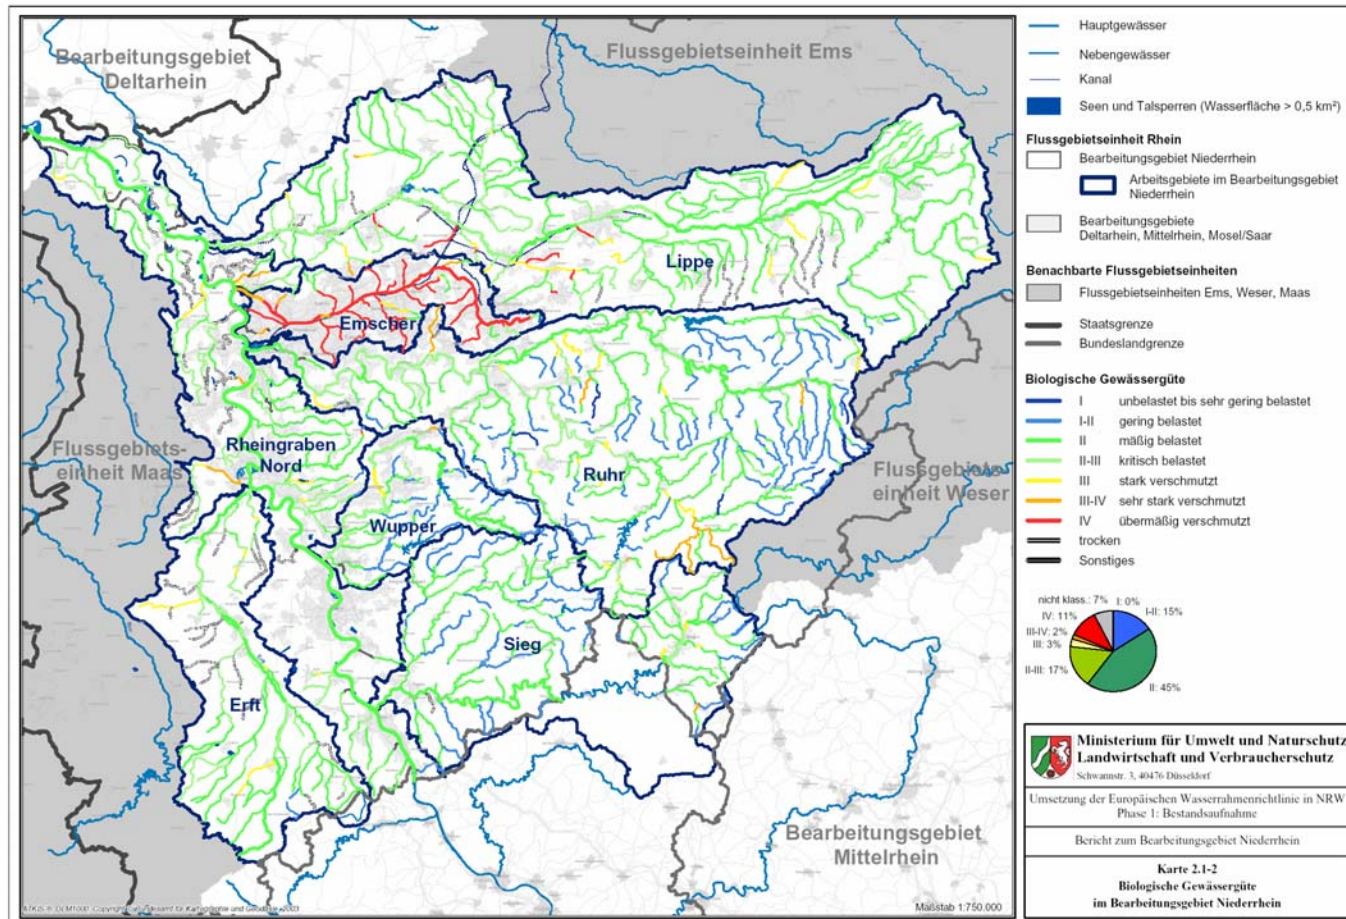 Bearbeitungsgebiet
Deltarhein
Flussgebietseinheit Ems
Lippe
Emscher
Rheingraben
Nord
Flussgebiets-
einheit Maas
Ruhr
Flussgebiets-
einheit Weser
Wupper
Sieg
Erft
Bearbeitungsgebiet
Mittelrhein
Maßstab 1:750.000
Hauptgewässer
Nebengewässer
Kanal
Seen und Talsperren (Wasserfläche > 0,5 km²)
Flussgebietseinheit Rhein
Bearbeitungsgebiet Niederrhein
Arbeitsgebiete im Bearbeitungsgebiet
Niederrhein
Bearbeitungsgebiete
Deltarhein, Mittelrhein, Mosel/Saar
Benachbarte Flussgebietseinheiten
Flussgebietseinheiten Ems, Weser, Maas
Staatsgrenze
Bundeslandgrenze
Biologische Gewässergüte
I unbelastet bis sehr gering belastet
I-II gering belastet
II mäßig belastet
II-III kritisch belastet
III stark verschmutzt
III-IV sehr stark verschmutzt
IV übermäßig verschmutzt
trocken
Sonstiges
nicht klass.: 7%
I: 0%
I-II: 15%
IV: 11%
III-IV: 2%
III: 3%
II-III: 17%
II: 45%
Ministerium für Umwelt und Naturschutz
Landwirtschaft und Verbraucherschutz
Schwannstr. 3, 40476 Düsseldorf
Umsetzung der Europäischen Wasserrahmenrichtlinie in NRW
Phase 1: Bestandsaufnahme
Bericht zum Bearbeitungsgebiet Niederrhein
Karte 2.1-2
Biologische Gewässergüte
im Bearbeitungsgebiet Niederrhein